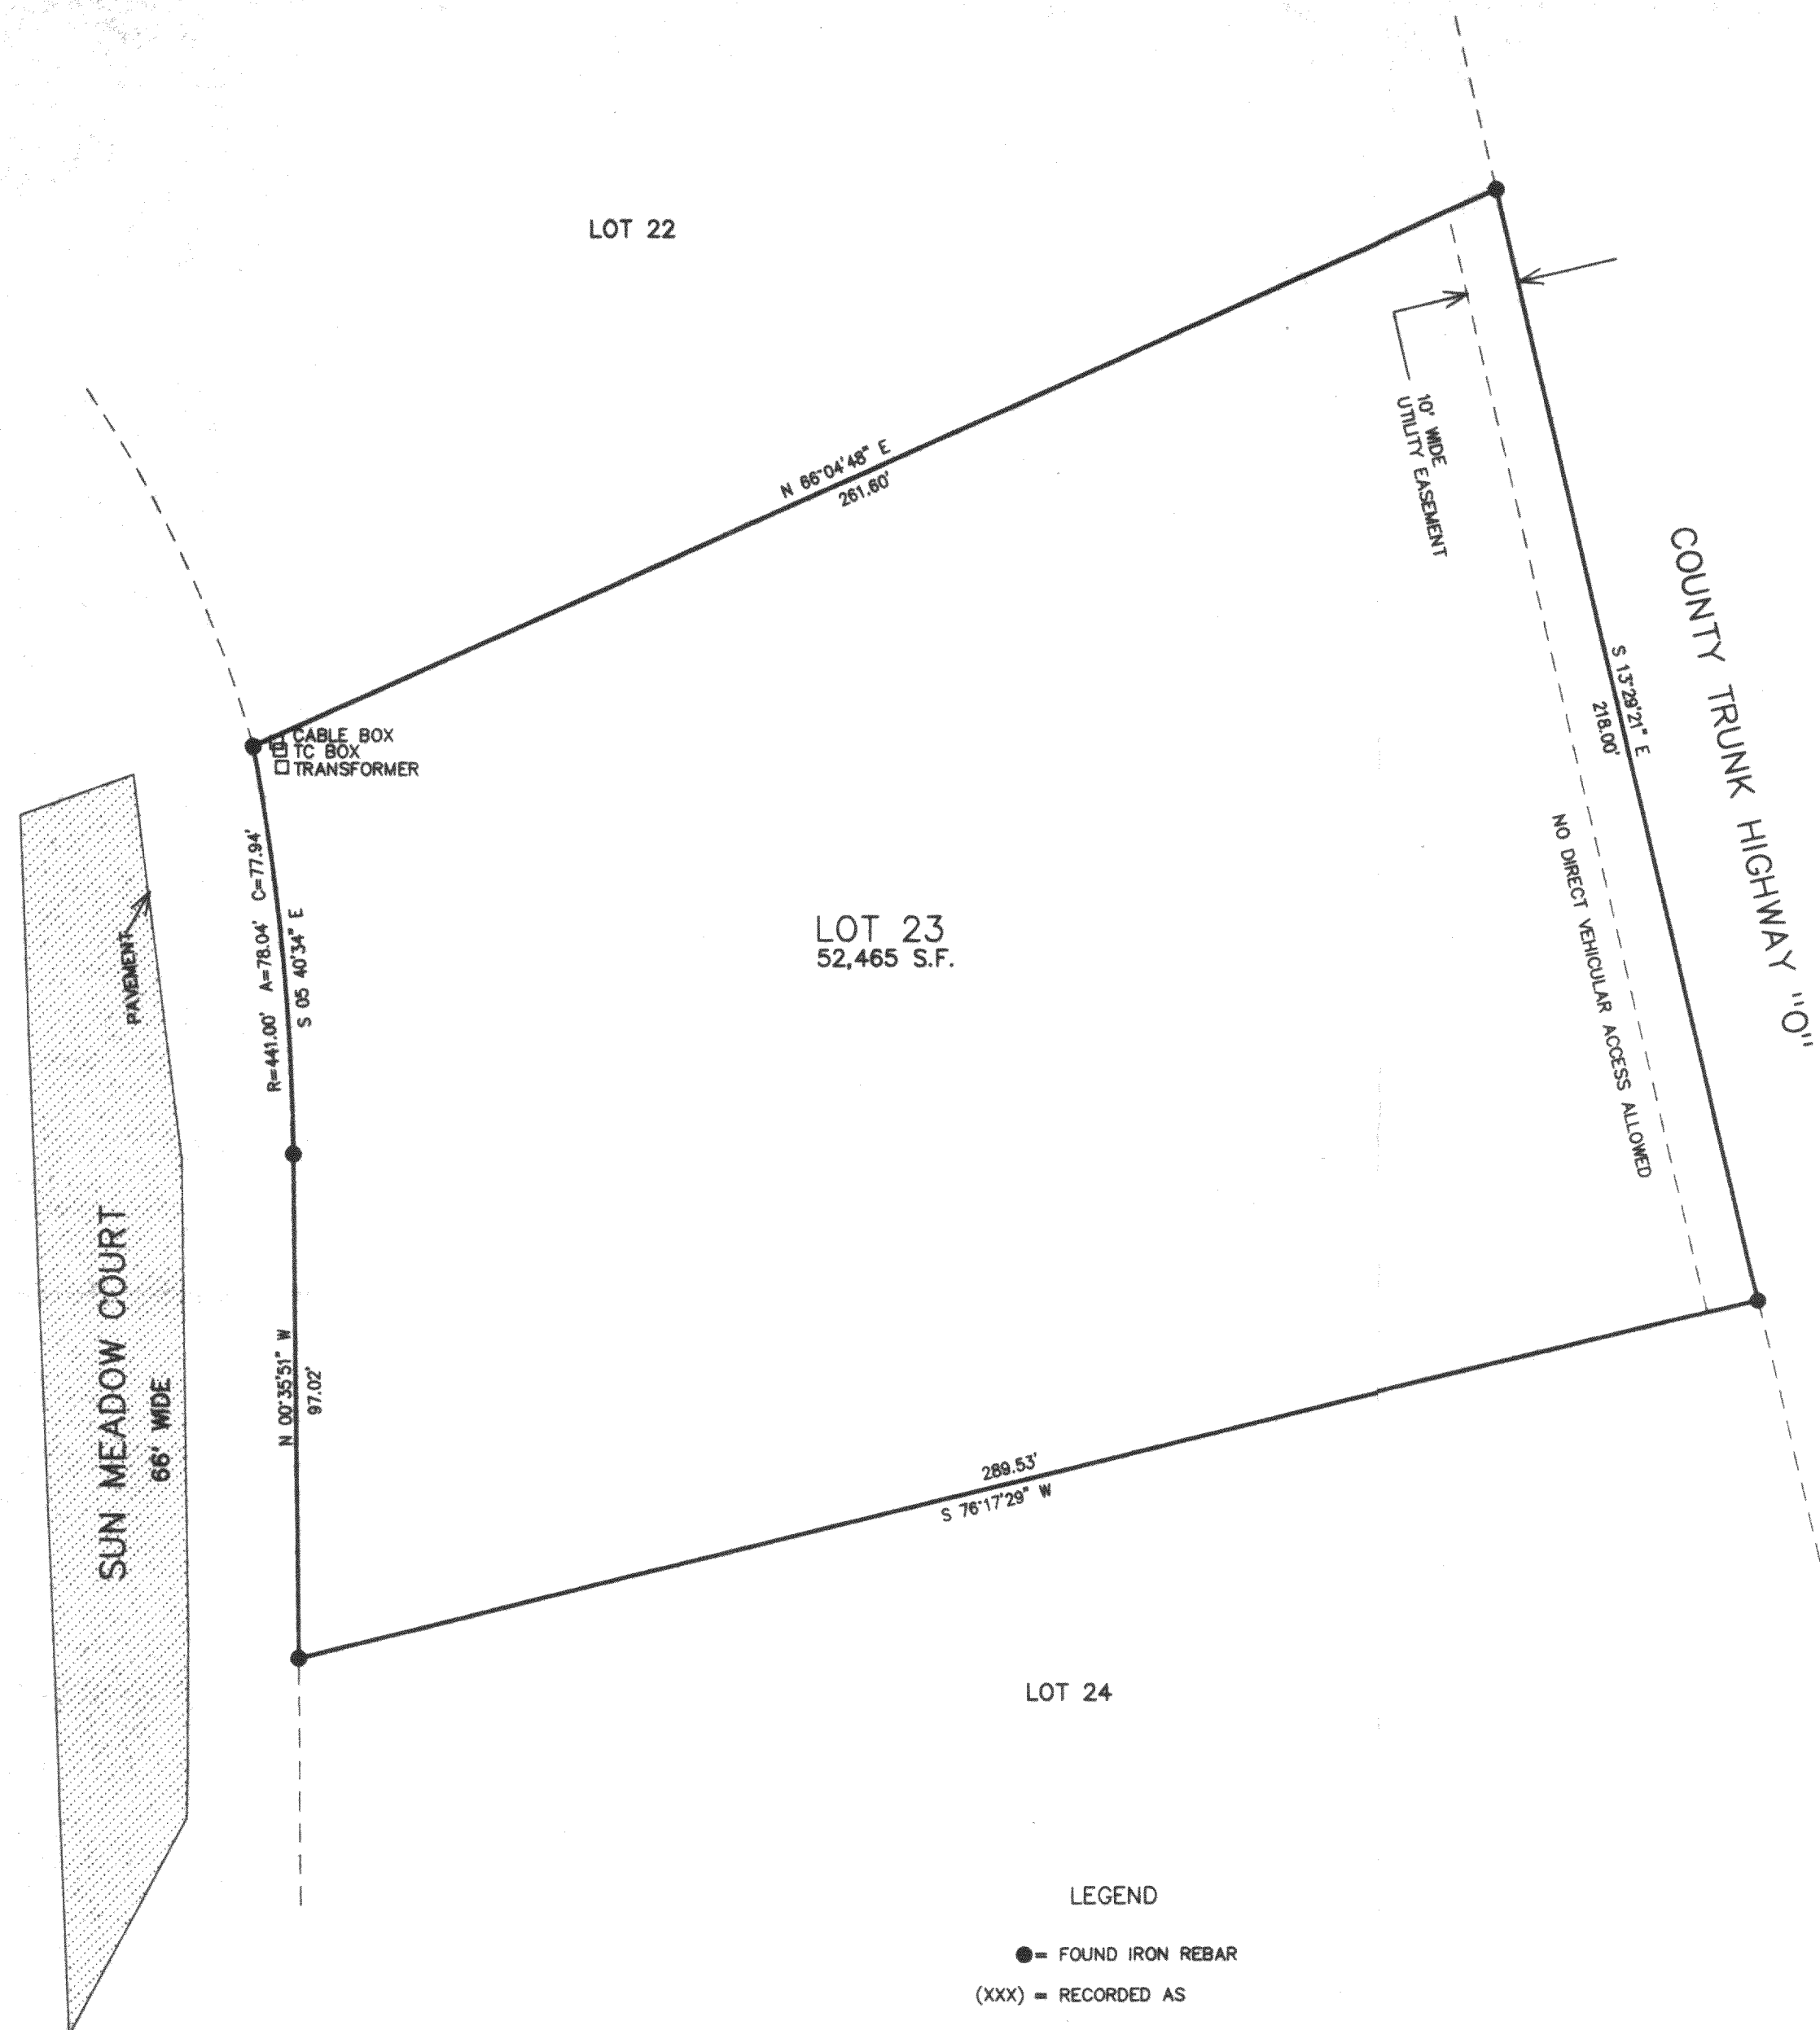 LOT 22
N 66°04'48" E
261.60'
10' WIDE
UTILITY EASEMENT
COUNTY TRUNK HIGHWAY "O"
S 13°29'21" E
218.00'
NO DIRECT VEHICULAR ACCESS ALLOWED
CABLE BOX
TC BOX
TRANSFORMER
R=441.00' A=78.04' C=77.94'
S 05 40'34" E
PAVEMENT
LOT 23
52,465 S.F.
SUN MEADOW COURT
66' WIDE
N 00°35'51" W
97.02'
289.53'
S 76°17'29" W
LOT 24
LEGEND
= FOUND IRON REBAR
(XXX) = RECORDED AS